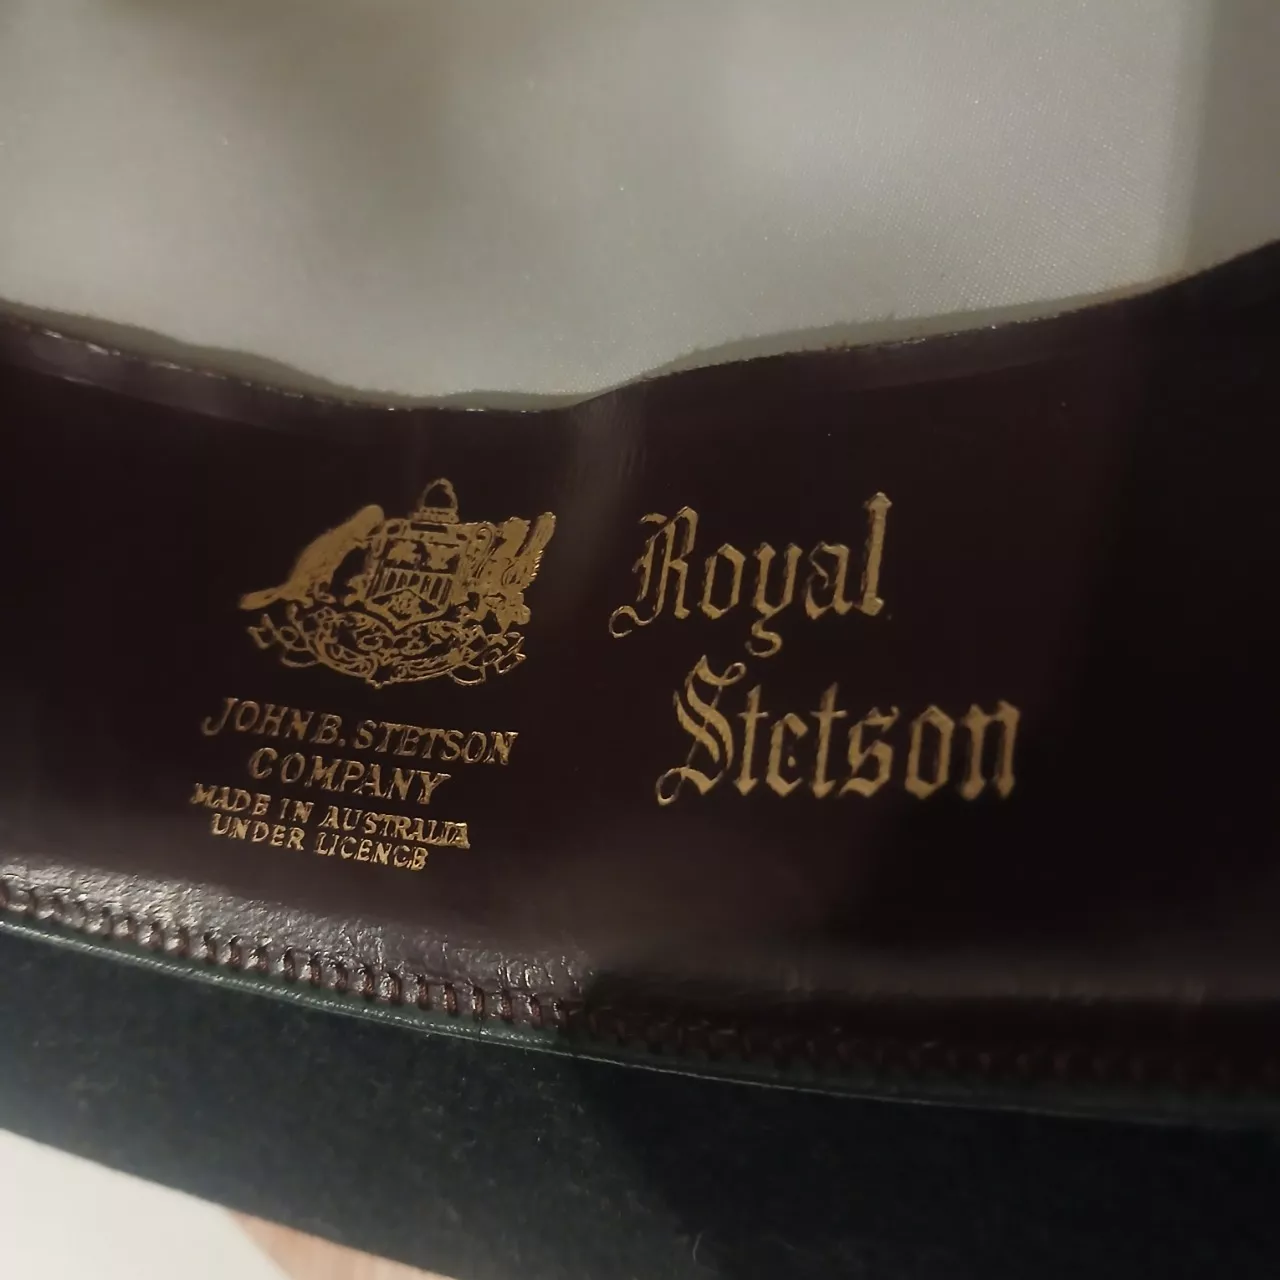 JOHN B. STETSON
COMPANY
MADE IN AUSTRALIA
UNDER LICENCE
Royal
Stetson